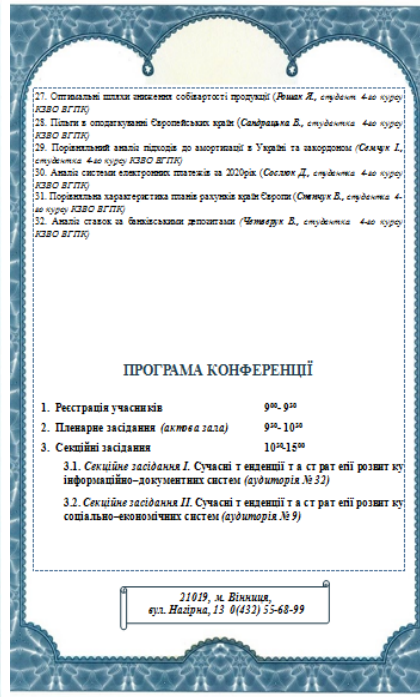 27. Оптимальні шляхи зниження собівартості продукції (Рошак Я., студент 4-го курсу
КЗВО ВГПК)
28. Пільги в оподаткуванні Європейських країн (Сандрацька В., студентка 4-го курсу
КЗВО ВГПК)
29. Порівняльний аналіз підходів до амортизації в Україні та закордоном (Семчук І.,
студентка 4-го курсу КЗВО ВГПК)
30. Аналіз системи електронних платежів за 2020рік (Соглюк Д., студентка 4-го курсу
КЗВО ВГПК)
31. Порівняльна характеристика планів рахунків країн Європи (В., студентка 4-
го курсу КЗВО ВГПК)
32. Аналіз ставок за банківськими депозитами (Четверук В., студентка 4-го курсу
КЗВО ВГПК)
ПРОГРАМА КОНФЕРЕНЦІЇ
1. Реєстрація учасників 9⁰⁰- 9³⁰
2. Пленарне засідання (актова зала) 9³⁰- 10³⁰
3. Секційні засідання 10³⁰-15⁰⁰
3.1. Секційне засідання І. Сучасні т енденції т а ст рат егії розвит ку
інформаційно–документних систем (аудиторія № 32)
3.2. Секційне засідання ІІ. Сучасні т енденції т а ст рат егії розвит ку
соціально–економічних систем (аудиторія № 9)
21019, м. Вінниця,
вул. Нагірна, 13 0(432) 55-68-99